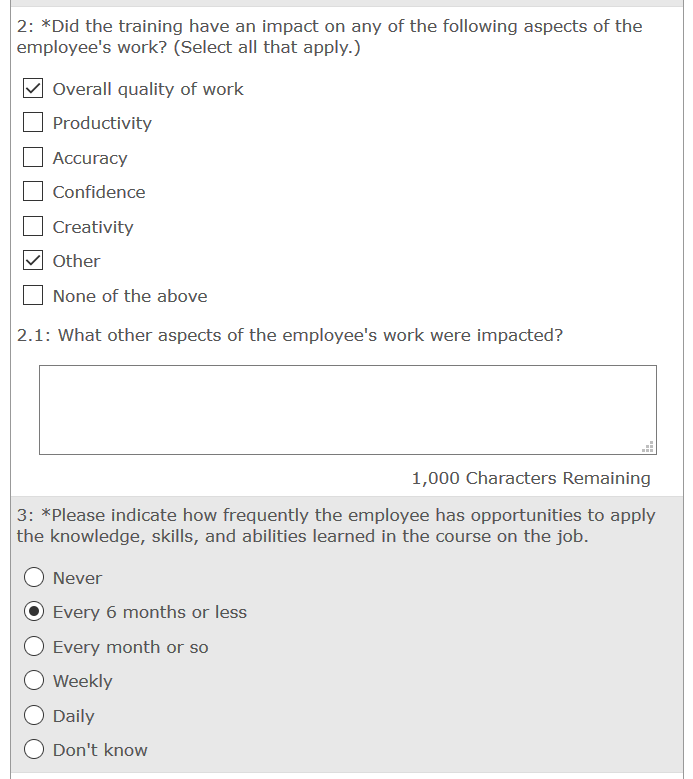 2: *Did the training have an impact on any of the following aspects of the
employee's work? (Select all that apply.)
Overall quality of work
Productivity
Accuracy
Confidence
Creativity
Other
None of the above
2.1: What other aspects of the employee's work were impacted?
1,000 Characters Remaining
3: *Please indicate how frequently the employee has opportunities to apply
the knowledge, skills, and abilities learned in the course on the job.
Never
Every 6 months or less
Every month or so
Weekly
Daily
Don't know